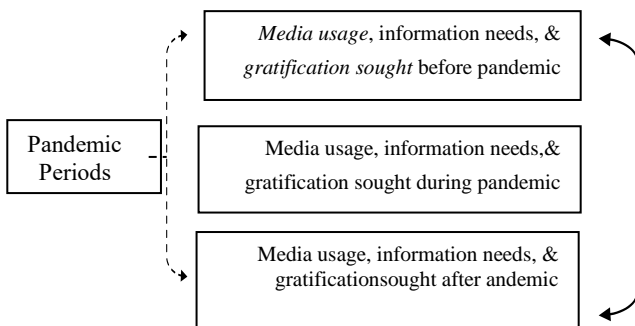 Media usage, information needs, &
gratification sought before pandemic
Pandemic
Periods
Media usage, information needs,&
gratification sought during pandemic
Media usage, information needs, &
gratificationsought after andemic